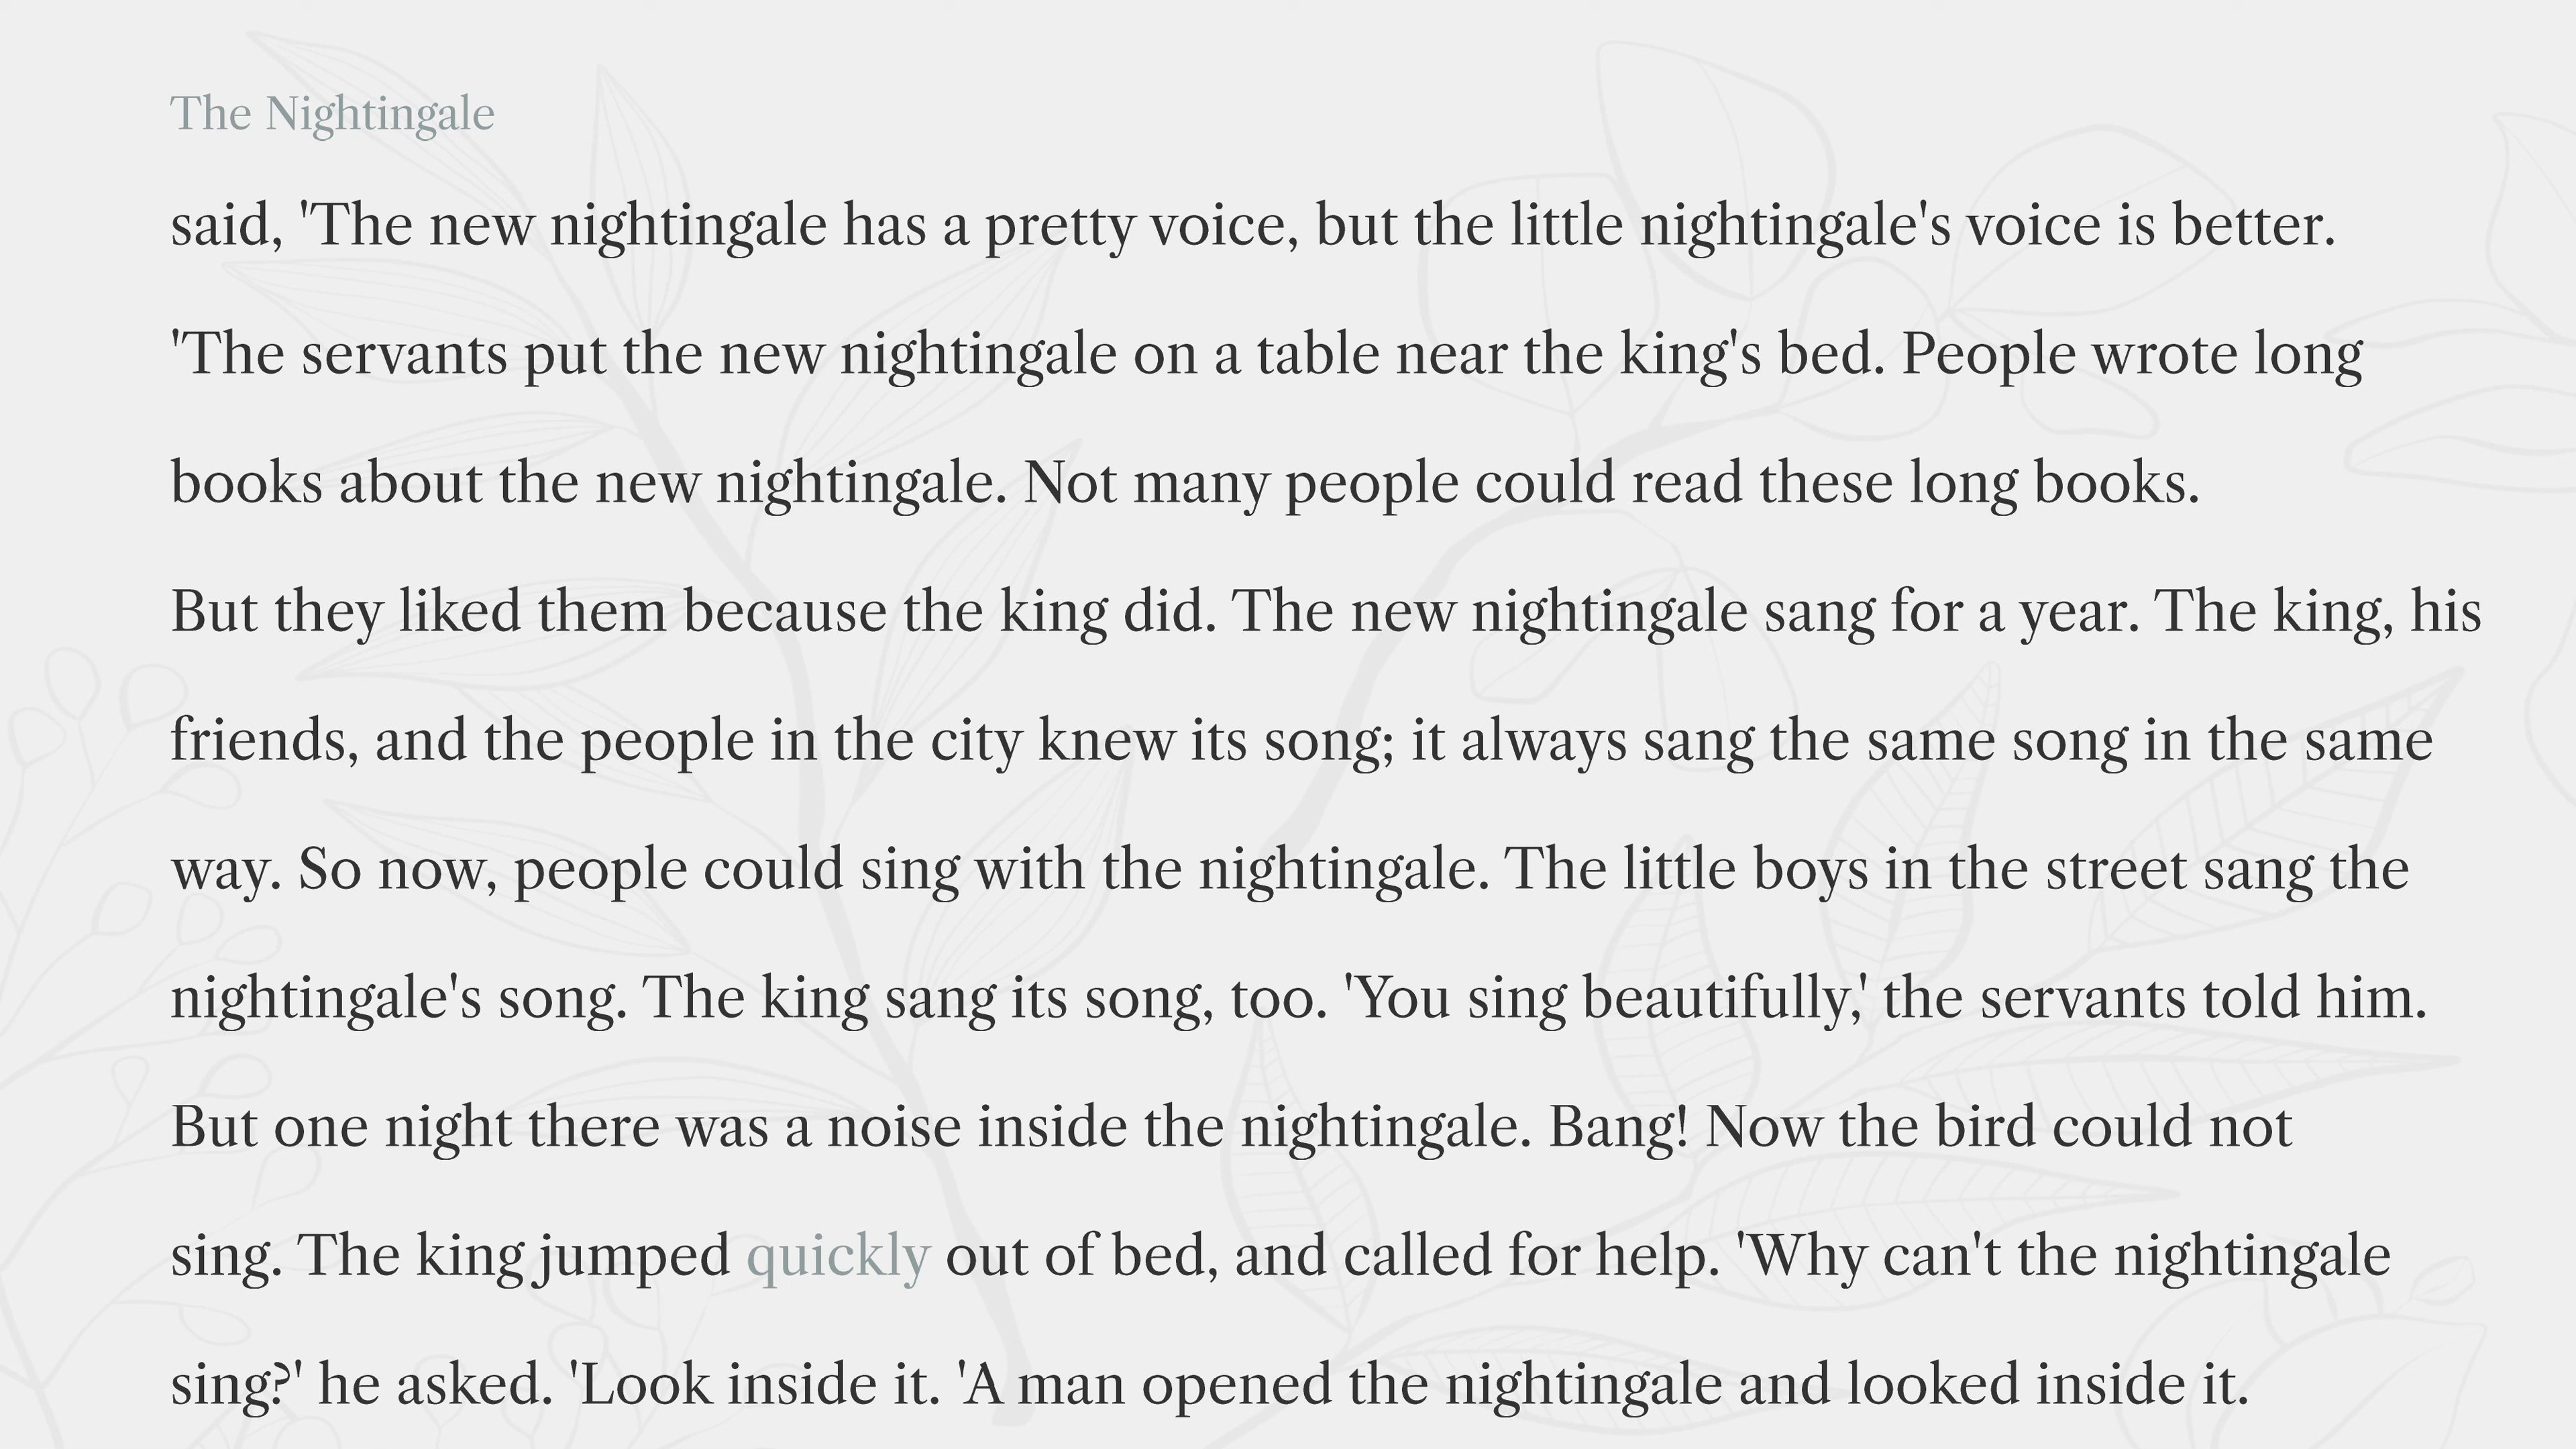 The Nightingale
said, 'The new nightingale has a pretty voice, but the little nightingale's voice is better.
'The servants put the new nightingale on a table near the king's bed. People wrote long
books about the new nightingale. Not many people could read these long books.
But they liked them because the king did. The new nightingale sang for a year. The king, his
friends, and the people in the city knew its song; it always sang the same song in the same
way. So now, people could sing with the nightingale. The little boys in the street sang the
nightingale's song. The king sang its song, too. 'You sing beautifully,' the servants told him.
But one night there was a noise inside the nightingale. Bang! Now the bird could not
sing. The king jumped quickly out of bed, and called for help. 'Why can't the nightingale
sing?' he asked. 'Look inside it. 'A man opened the nightingale and looked inside it.